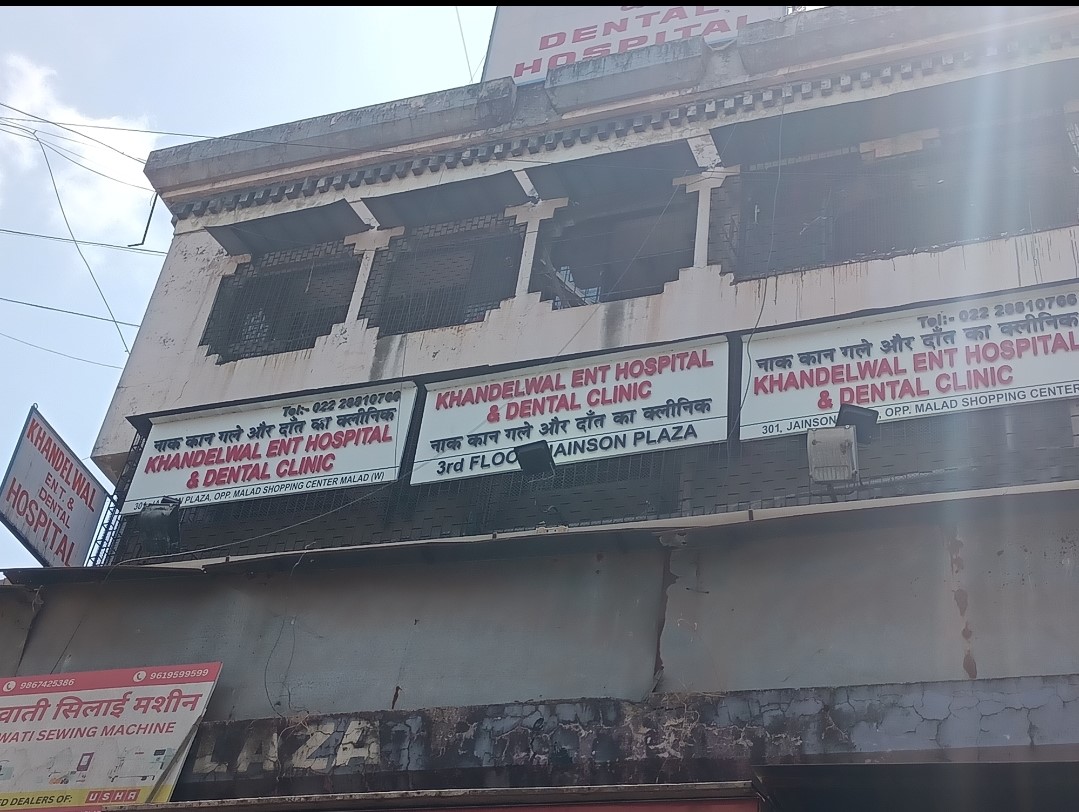 DENTAL
HOSPITAL
Tel:- 022 28810766
नाक कान गले और दाँत का क्लीनिक
KHANDELWAL ENT HOSPITAL
& DENTAL CLINIC
PLAZA, OPP. MALAD SHOPPING CENTER MALAD (W)
KHANDELWAL ENT HOSPITAL
& DENTAL CLINIC
नाक कान गले और दाँत का क्लीनिक
3rd FLOOR JAINSON PLAZA
Tel:- 022 28810766
नाक कान गले और दाँत का क्लीनिक
KHANDELWAL ENT HOSPITAL
& DENTAL CLINIC
301, JAINSON OPP. MALAD SHOPPING CENTER
KHANDELWAL
ENT. &
DENTAL
HOSPITAL
9867425386 9619599599
वाती सिलाई मशीन
WATI SEWING MACHINE
ED DEALERS OF: USHA
LAZA